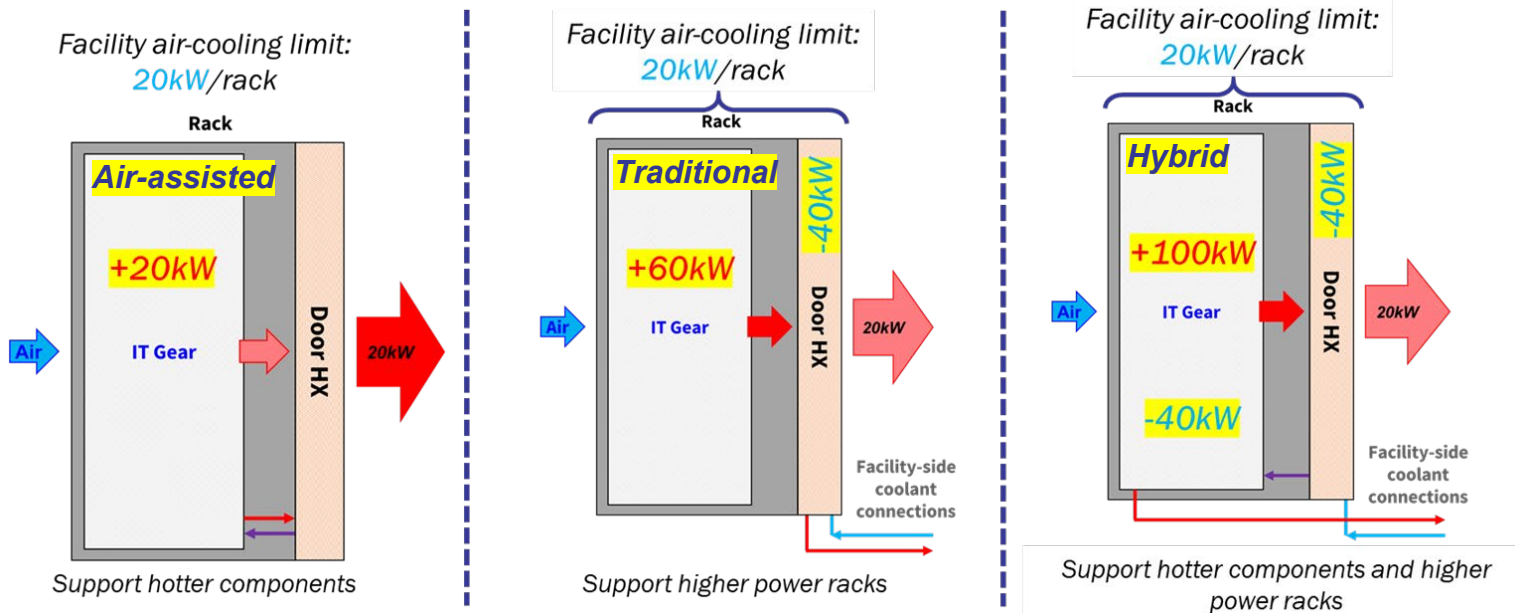 Facility air-cooling limit:
20kW/rack
Rack
Air-assisted
+20kW
Air
IT Gear
Door HX
20kW
Support hotter components
Facility air-cooling limit:
20kW/rack
Rack
Traditional
-40kW
+60kW
Air
IT Gear
Door HX
20kW
Facility-side
coolant
connections
Support higher power racks
Facility air-cooling limit:
20kW/rack
Rack
Hybrid
-40kW
+100kW
Air
IT Gear
Door HX
20kW
-40kW
Facility-side
coolant
connections
Support hotter components and higher
power racks